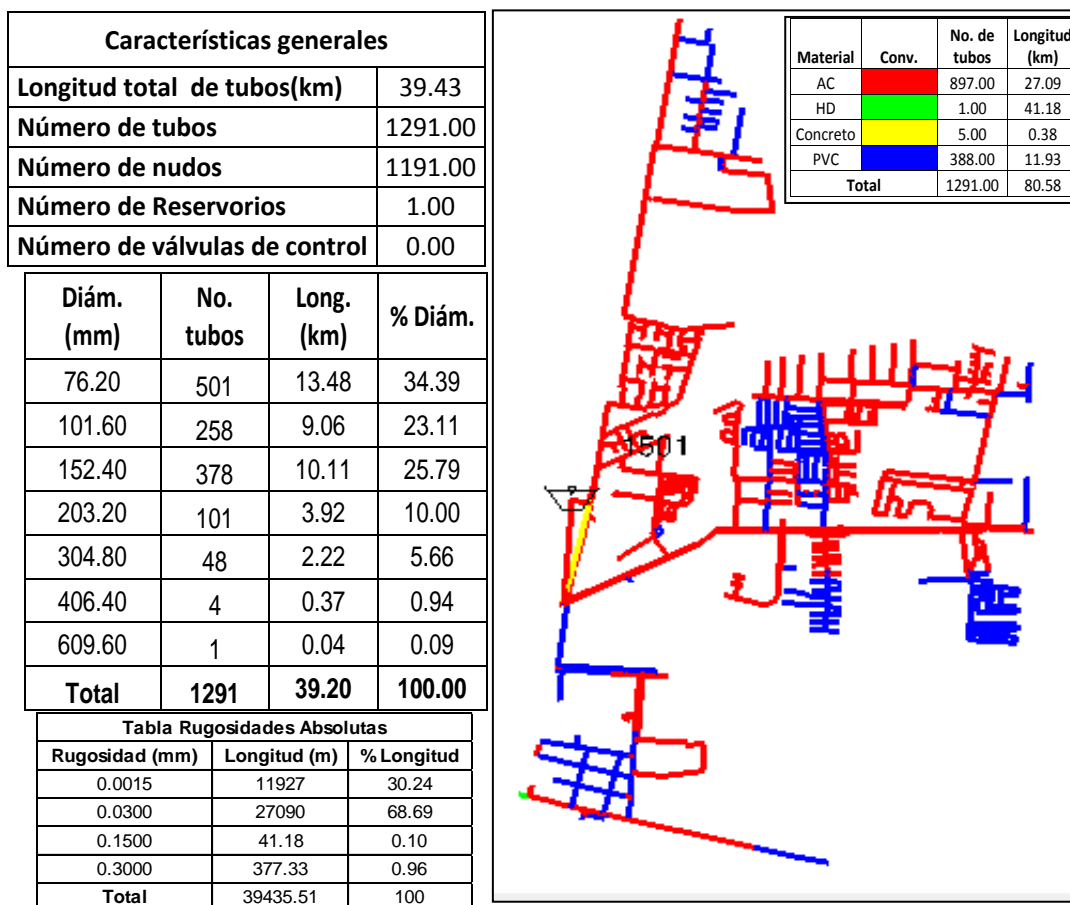 Características generales
Longitud total de tubos(km) 39.43
Número de tubos 1291.00
Número de nudos 1191.00
Número de Reservorios 1.00
Número de válvulas de control 0.00
Diám. (mm) No. tubos Long. (km) % Diám.
76.20 501 13.48 34.39
101.60 258 9.06 23.11
152.40 378 10.11 25.79
203.20 101 3.92 10.00
304.80 48 2.22 5.66
406.40 4 0.37 0.94
609.60 1 0.04 0.09
Total 1291 39.20 100.00
Tabla Rugosidades Absolutas
Rugosidad (mm) Longitud (m) % Longitud
0.0015 11927 30.24
0.0300 27090 68.69
0.1500 41.18 0.10
0.3000 377.33 0.96
Total 39435.51 100
Material Conv. No. de tubos Longitud (km)
AC 897.00 27.09
HD 1.00 41.18
Concreto 5.00 0.38
PVC 388.00 11.93
Total 1291.00 80.58
1501